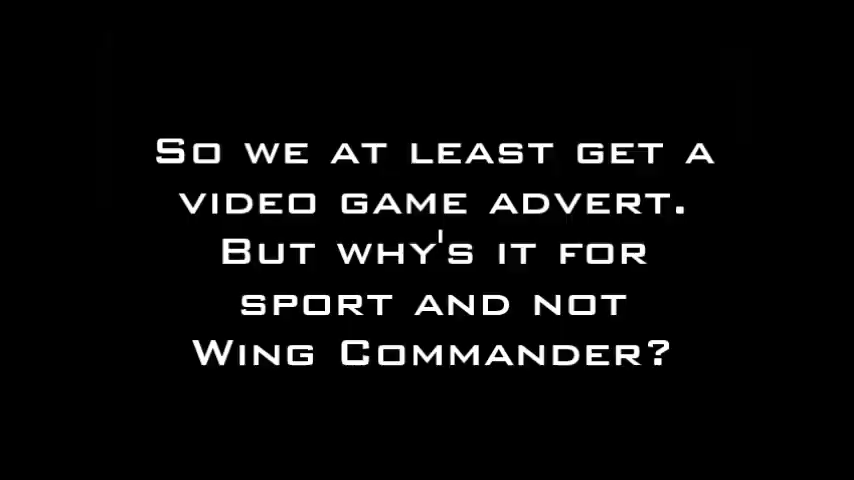 So we at least get a
video game advert.
But why's it for
sport and not
Wing Commander?